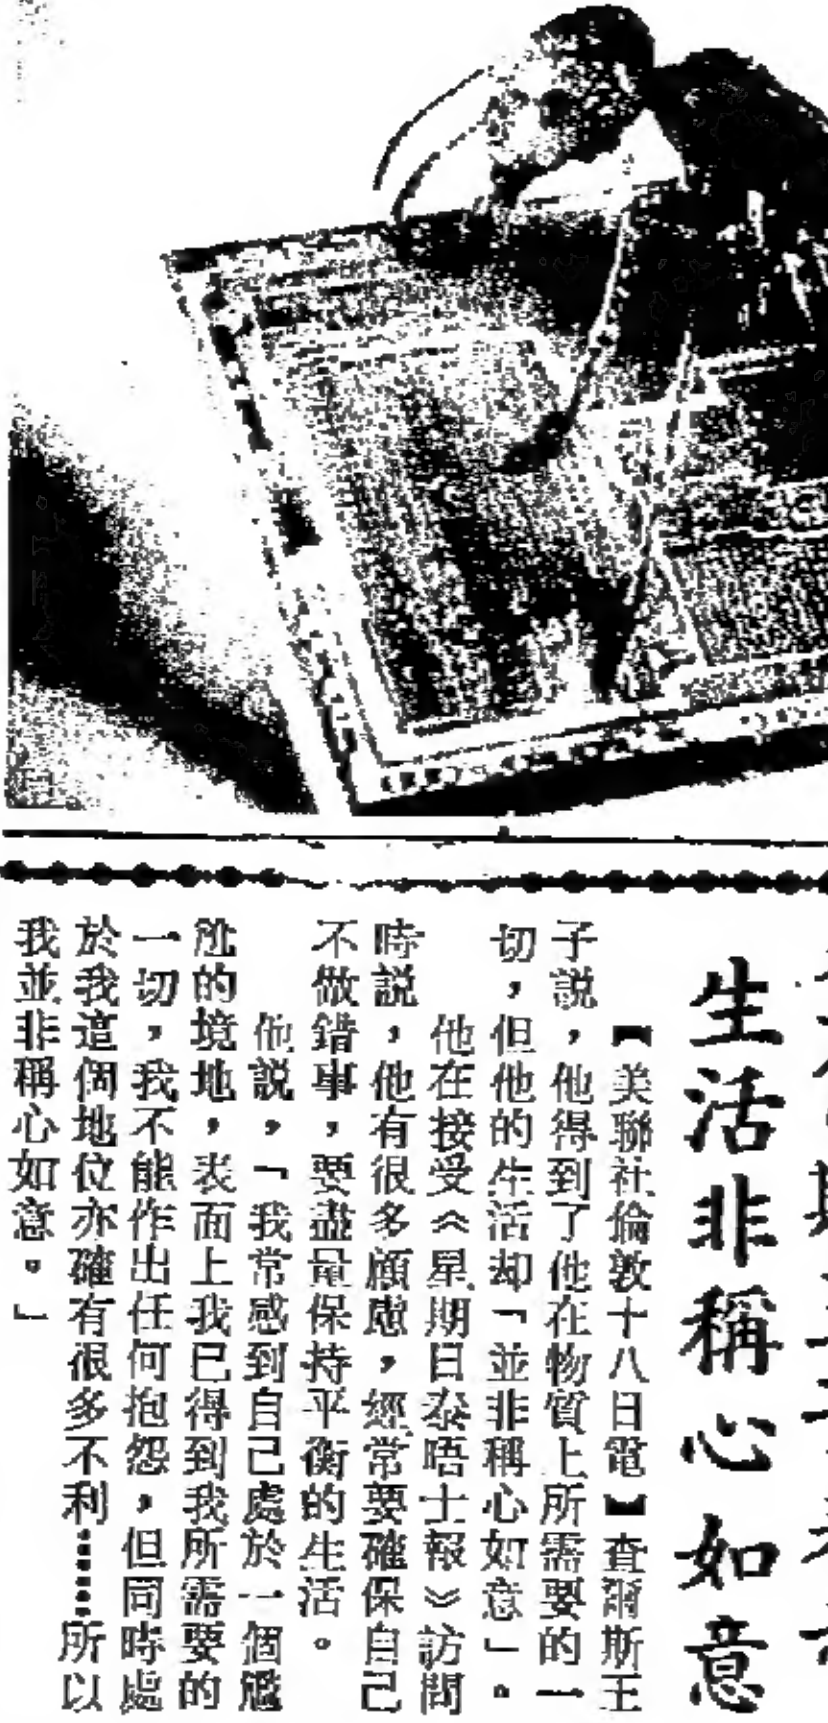 生活非稱心如意
【美聯社倫敦十八日電】查爾斯王
子説，他得到了他在物質上所需要的一
切，但他的生活却「並非稱心如意」。
他在接受《星期日泰晤士報》訪問
時説，他有很多顧慮，經常要確保自己
不做錯事，要盡量保持平衡的生活。
他説，「我常感到自己處於一個尷
尬的境地，表面上我已得到我所需要的
一切，我不能作出任何抱怨，但同時處
於我這個地位亦確有很多不利……所以
我並非稱心如意。」